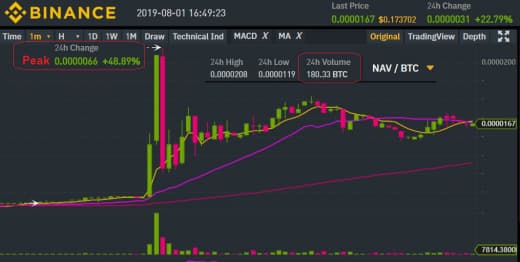 BINANCE
2019-08-01 16:49:23
Last Price
0.0000167 $0.173702
24h Change
0.0000031 +22.79%
Time 1m H 1D 1W 1M Draw Technical Ind MACD X MA X Original TradingView Depth
24h Change
Peak 0.0000066 +48.89%
24h High
0.0000208
24h Low
0.0000119
24h Volume
180.33 BTC
NAV / BTC
0.0000200
0.0000167
7814.3800